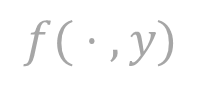 f( · , y)